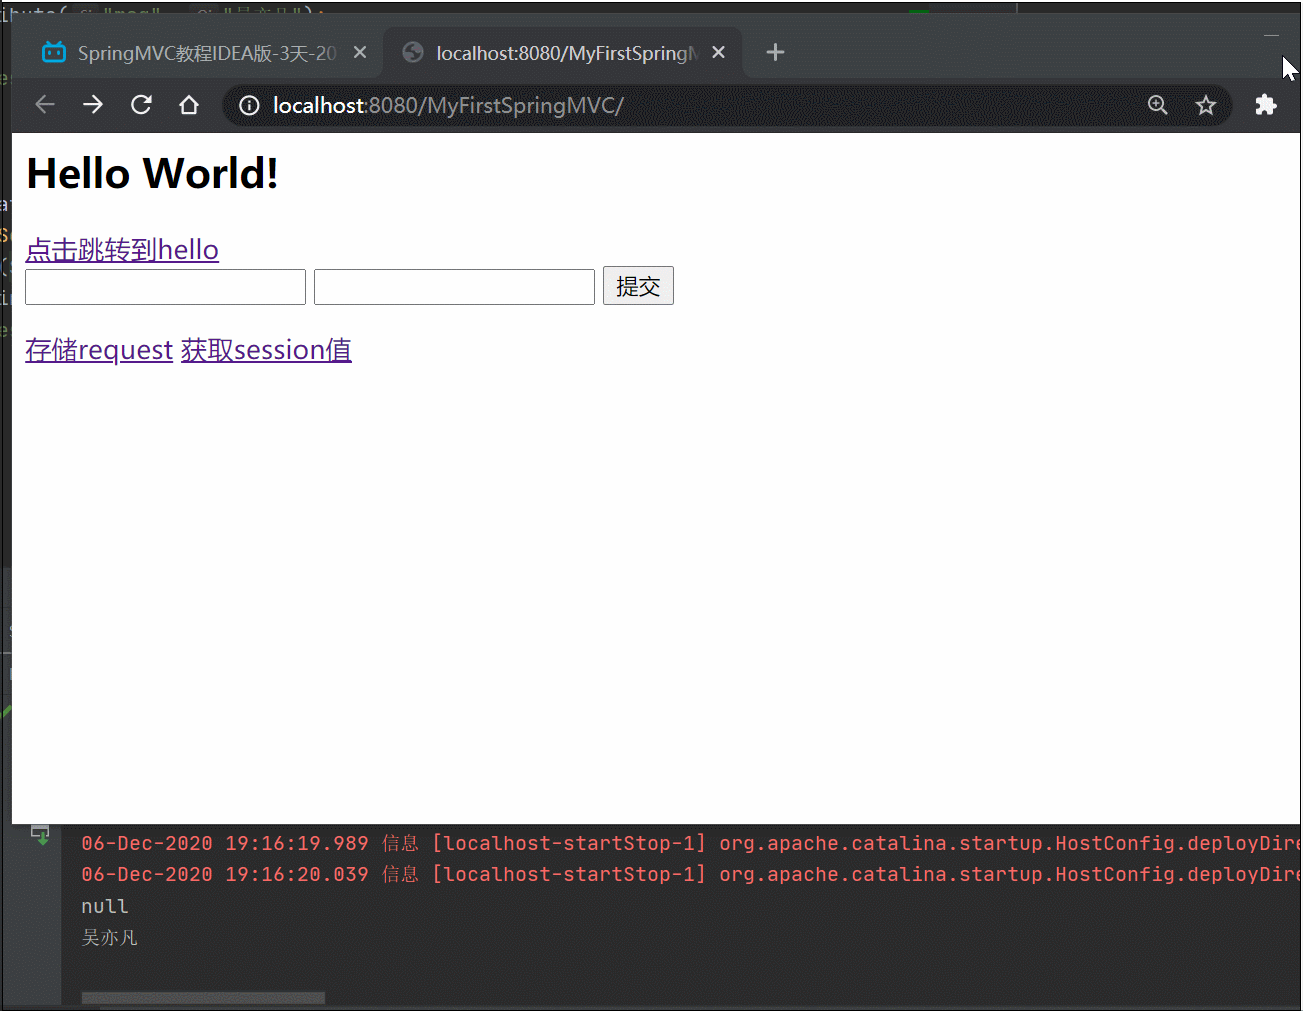 SpringMVC教程IDEA版-3天-20
localhost:8080/MyFirstSpringM
localhost:8080/MyFirstSpringMVC/
Hello World!
点击跳转到hello
提交
存储request 获取session值
06-Dec-2020 19:16:19.989 信息 [localhost-startStop-1] org.apache.catalina.startup.HostConfig.deployDire
06-Dec-2020 19:16:20.039 信息 [localhost-startStop-1] org.apache.catalina.startup.HostConfig.deployDire
null
吴亦凡